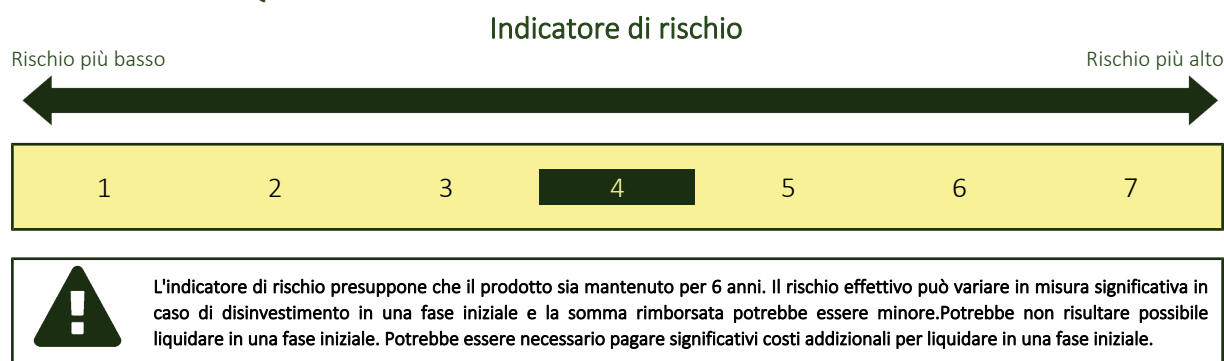 Indicatore di rischio
Rischio più basso
Rischio più alto
1 2 3 4 5 6 7
L'indicatore di rischio presuppone che il prodotto sia mantenuto per 6 anni. Il rischio effettivo può variare in misura significativa in
caso di disinvestimento in una fase iniziale e la somma rimborsata potrebbe essere minore.Potrebbe non risultare possibile
liquidare in una fase iniziale. Potrebbe essere necessario pagare significativi costi addizionali per liquidare in una fase iniziale.